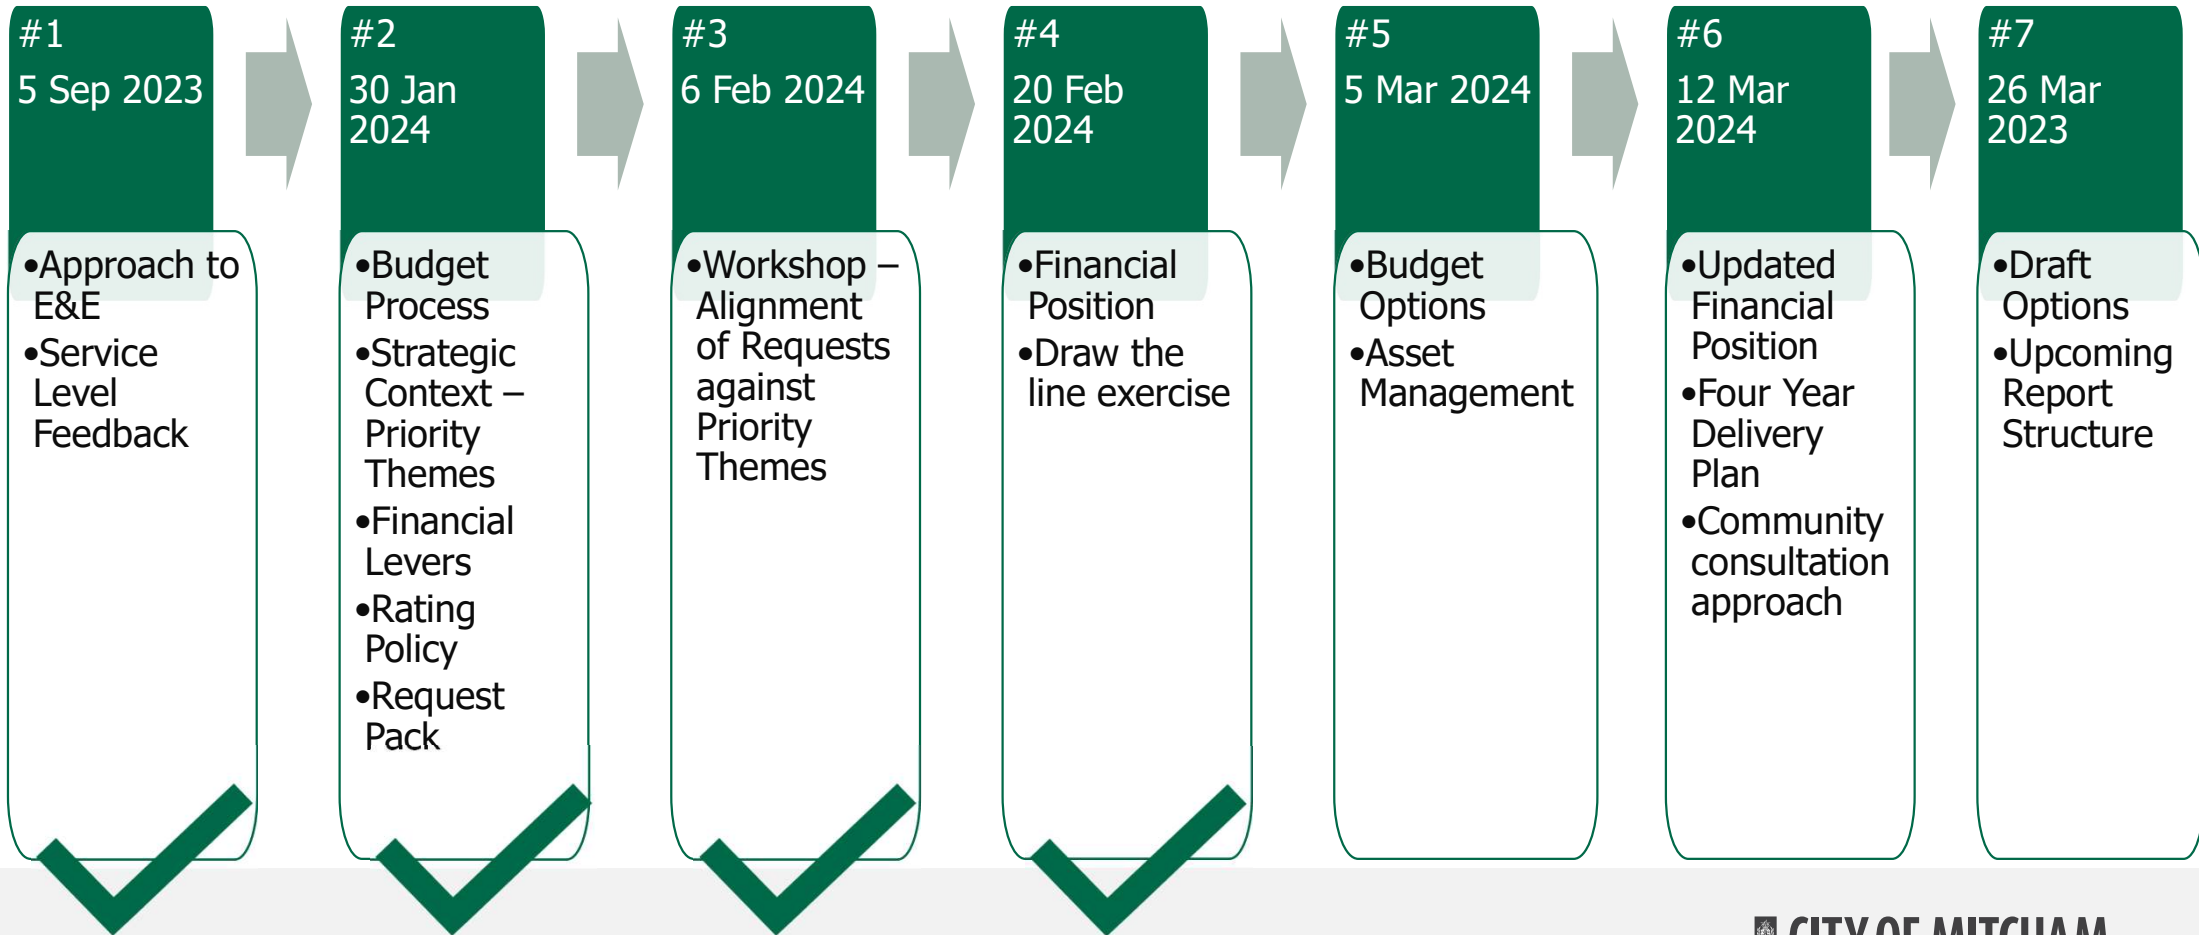 #1
5 Sep 2023
•Approach to
E&E
•Service
Level
Feedback
#2
30 Jan
2024
•Budget
Process
•Strategic
Context –
Priority
Themes
•Financial
Levers
•Rating
Policy
•Request
Pack
#3
6 Feb 2024
•Workshop –
Alignment
of Requests
against
Priority
Themes
#4
20 Feb
2024
•Financial
Position
•Draw the
line exercise
#5
5 Mar 2024
•Budget
Options
•Asset
Management
#6
12 Mar
2024
•Updated
Financial
Position
•Four Year
Delivery
Plan
•Community
consultation
approach
#7
26 Mar
2023
•Draft
Options
•Upcoming
Report
Structure
CITY OF MITCHAM